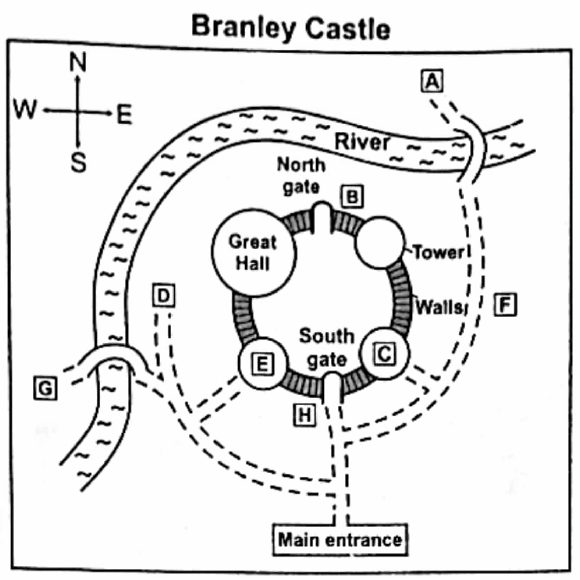 Branley Castle
N
W E
S
A
River
North
gate
B
Great
Hall
Tower
D
Walls
F
South
gate
E
C
G
H
Main entrance